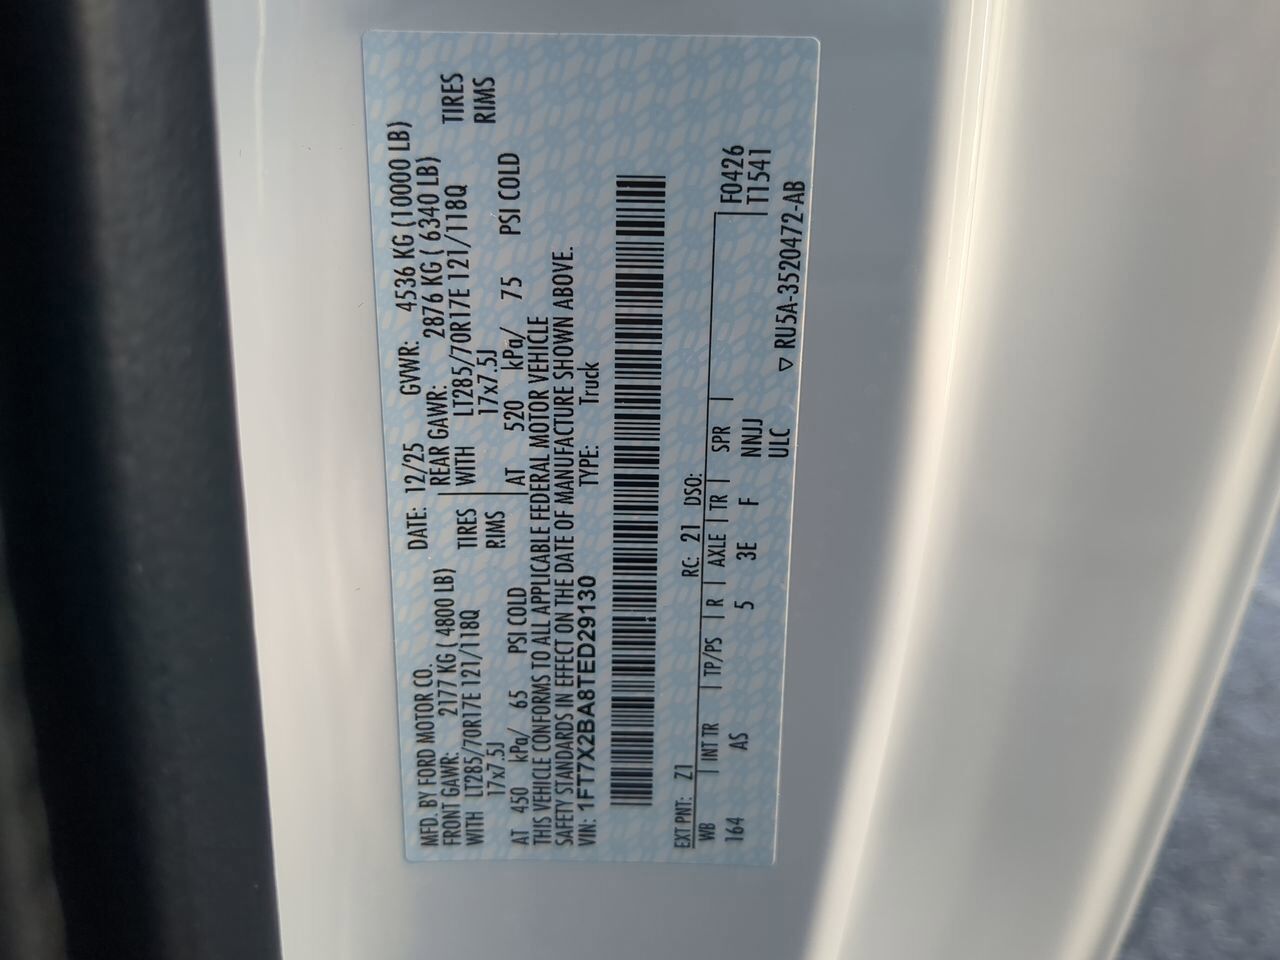 MFD. BY FORD MOTOR CO. DATE: 12/25 GVWR: 4536 KG (10000 LB)
FRONT GAWR: 2177 KG ( 4800 LB) REAR GAWR: 2876 KG ( 6340 LB)
WITH LT285/70R17E 121/118Q TIRES WITH LT285/70R17E 121/118Q TIRES
17x7.5J RIMS 17x7.5J RIMS
AT 450 kPa/ 65 PSI COLD AT 520 kPa/ 75 PSI COLD
THIS VEHICLE CONFORMS TO ALL APPLICABLE FEDERAL MOTOR VEHICLE
SAFETY STANDARDS IN EFFECT ON THE DATE OF MANUFACTURE SHOWN ABOVE.
VIN: 1FT7X2BA8TED29130 TYPE: Truck
EXT PNT: Z1 RC: 21 DSO:
WB INT TR TP/PS R AXLE TR SPR F0426
164 AS 5 3E F NNJJ T1541
ULC
▽ RU5A-3520472-AB